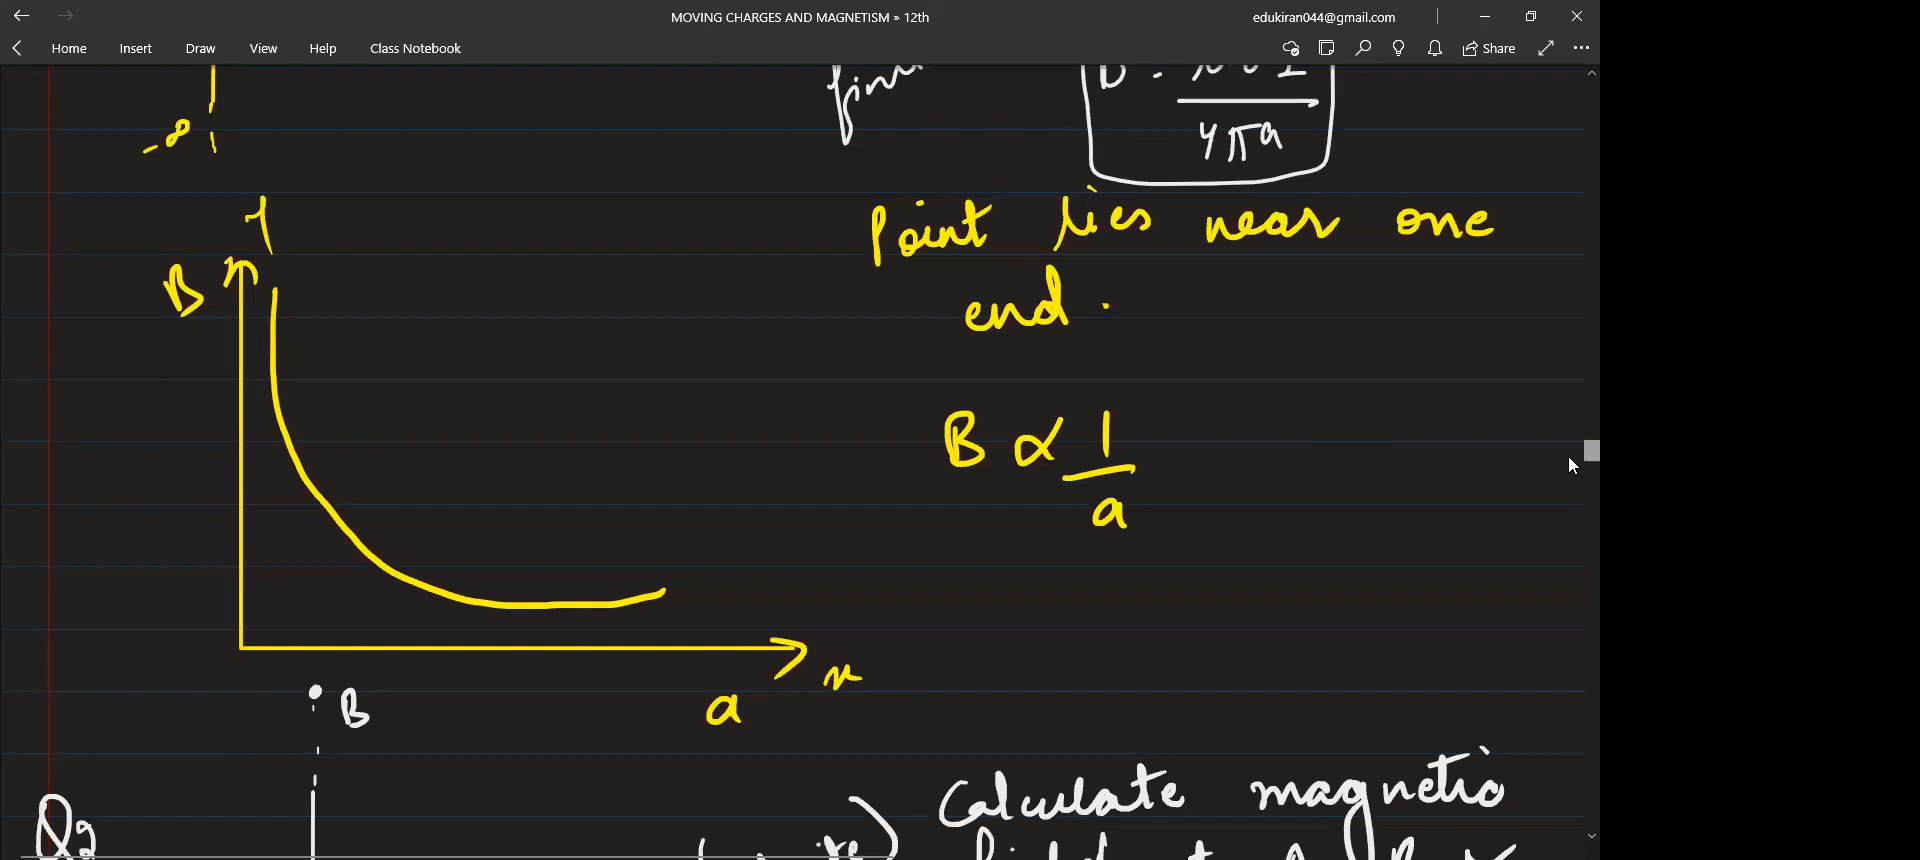 MOVING CHARGES AND MAGNETISM » 12th
edukiran044@gmail.com
Home Insert Draw View Help Class Notebook
Share
4πa
-∞
Point lies near one
end.
B
B ∝ 1
a
x
a
B
Calculate magnetic
Q2